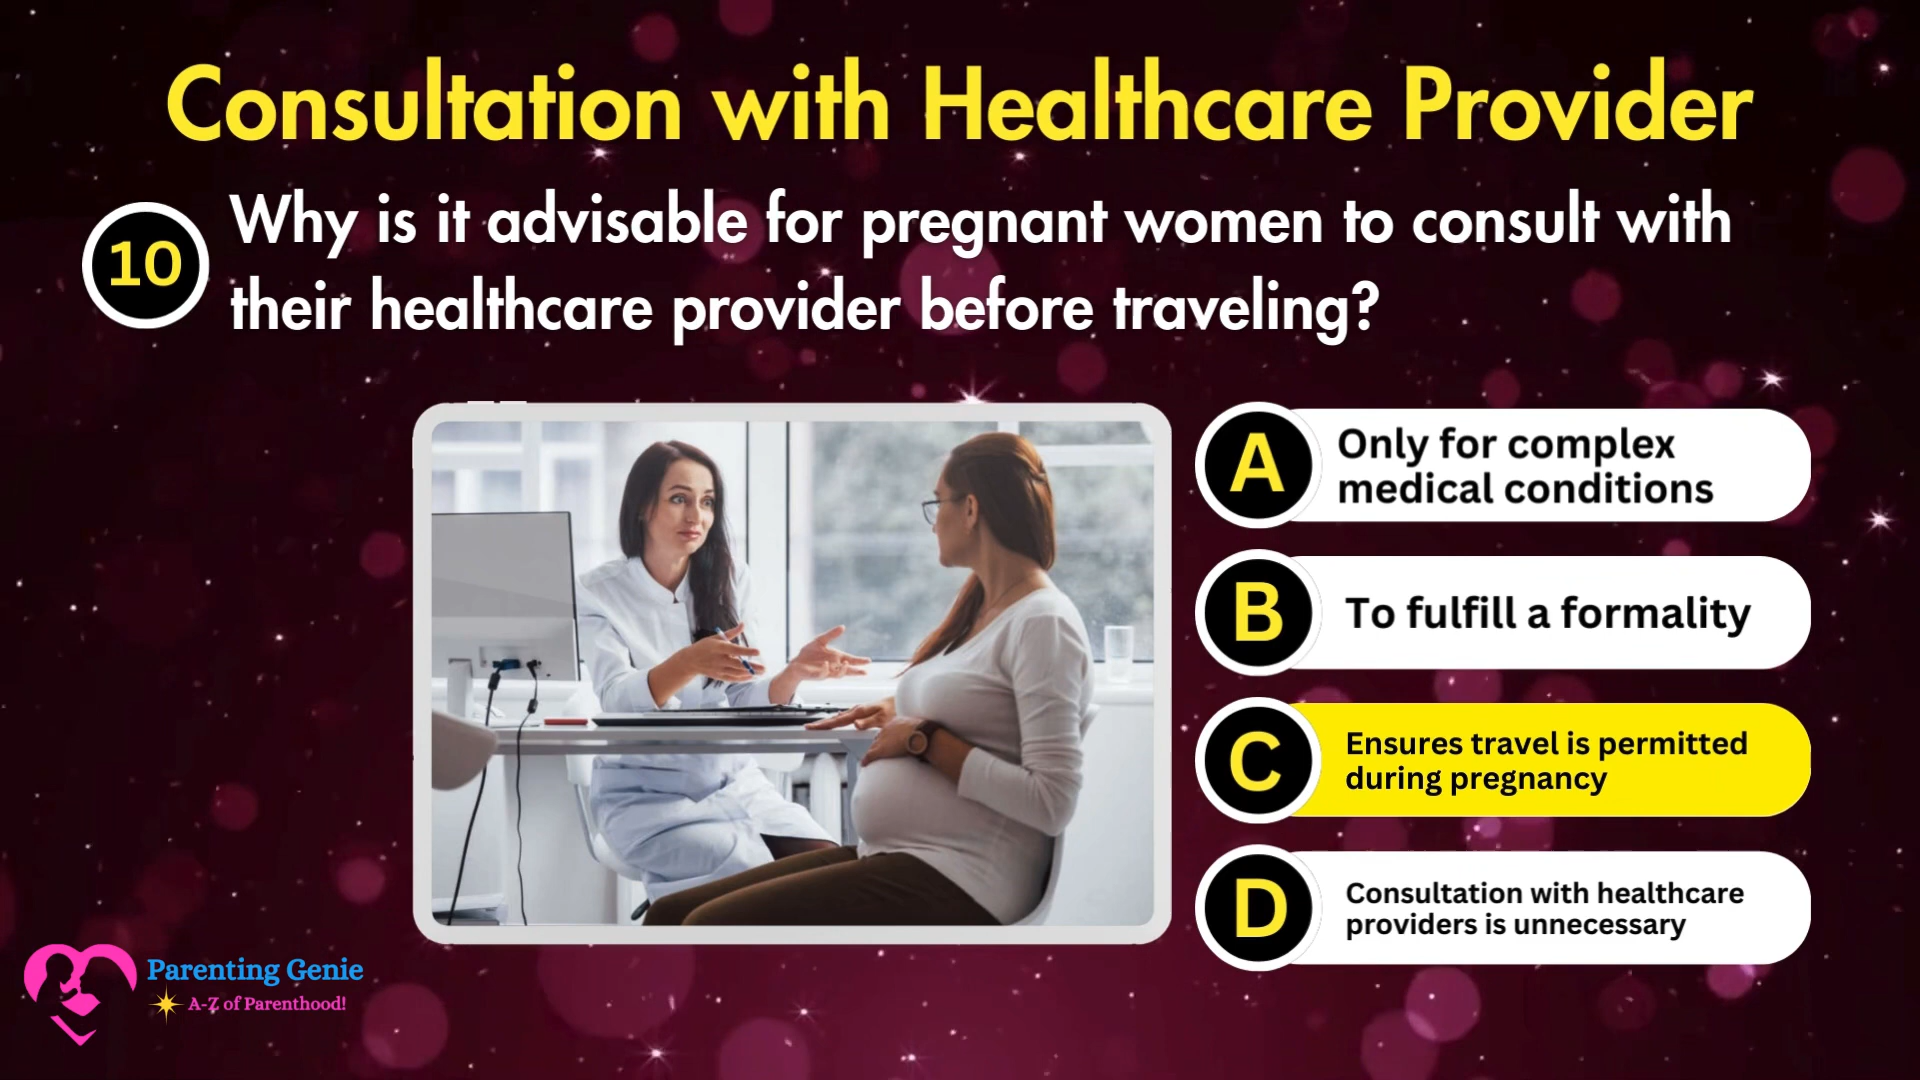 Consultation with Healthcare Provider
10
Why is it advisable for pregnant women to consult with
their healthcare provider before traveling?
A
Only for complex
medical conditions
B
To fulfill a formality
C
Ensures travel is permitted
during pregnancy
D
Consultation with healthcare
providers is unnecessary
Parenting Genie
A-Z of Parenthood!